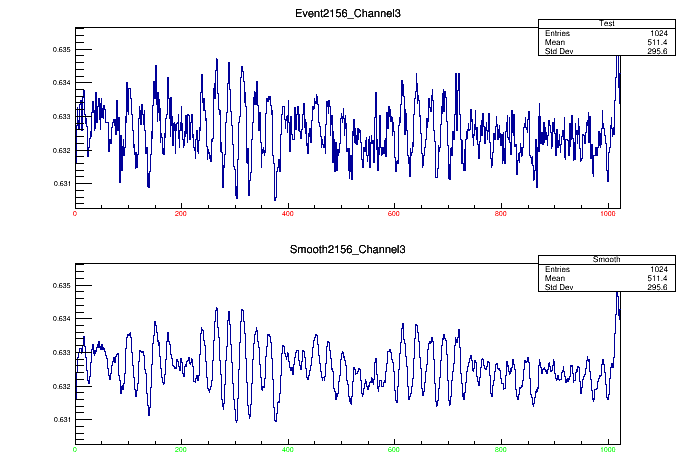 Event2156_Channel3
Test
Entries 1024
Mean 511.4
Std Dev 295.6
0.635
0.634
0.633
0.632
0.631
0 200 400 600 800 1000
Smooth2156_Channel3
Smooth
Entries 1024
Mean 511.4
Std Dev 295.6
0.635
0.634
0.633
0.632
0.631
0 200 400 600 800 1000